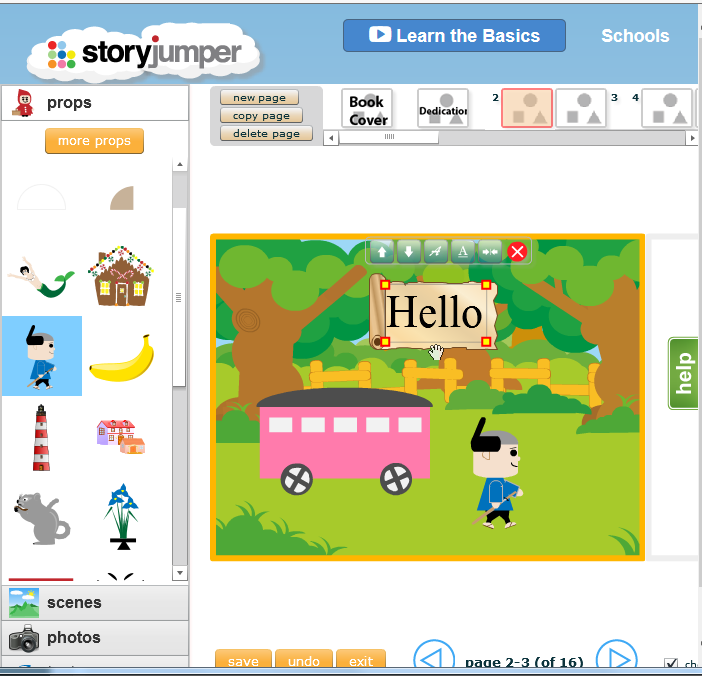 storyjumper
Learn the Basics
Schools
props
more props
new page
copy page
delete page
Book
Cover
Dedication
2
3
4
A
A
Hello
help
scenes
photos
save
undo
exit
page 2-3 (of 16)